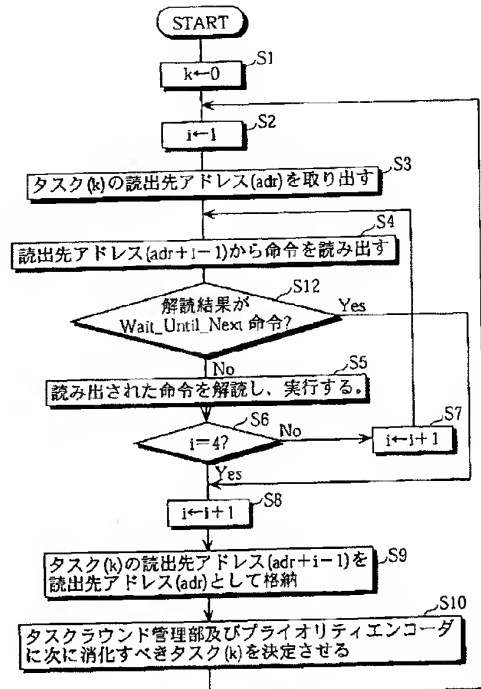 START
S1
k←0
S2
i←1
S3
タスク(k)の読出先アドレス(adr)を取り出す
S4
読出先アドレス(adr+i−1)から命令を読み出す
S12
解読結果が
Wait_Until_Next 命令?
Yes
No
S5
読み出された命令を解読し、実行する。
S6
i=4?
No
S7
i←i+1
Yes
S8
i←i+1
S9
タスク(k)の読出先アドレス(adr+i−1)を
読出先アドレス(adr)として格納
S10
タスクラウンド管理部及びプライオリティエンコーダ
に次に消化すべきタスク(k)を決定させる